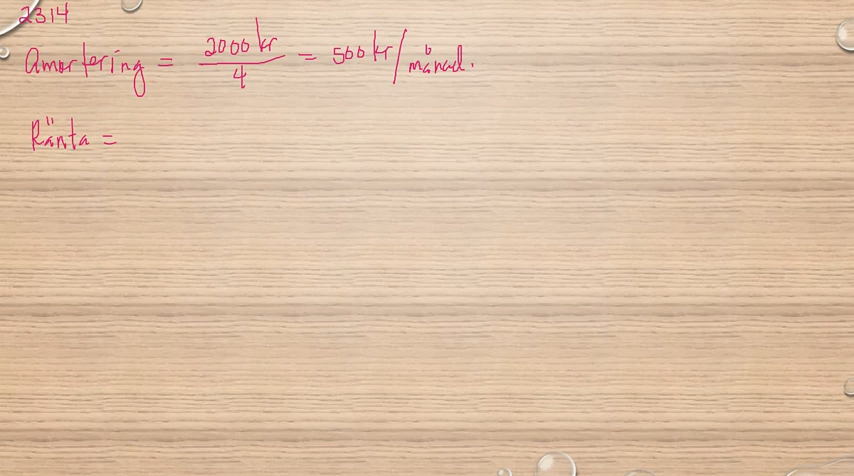 2314
Amortering = 2000 kr / 4 = 500 kr/månad.
Ränta =